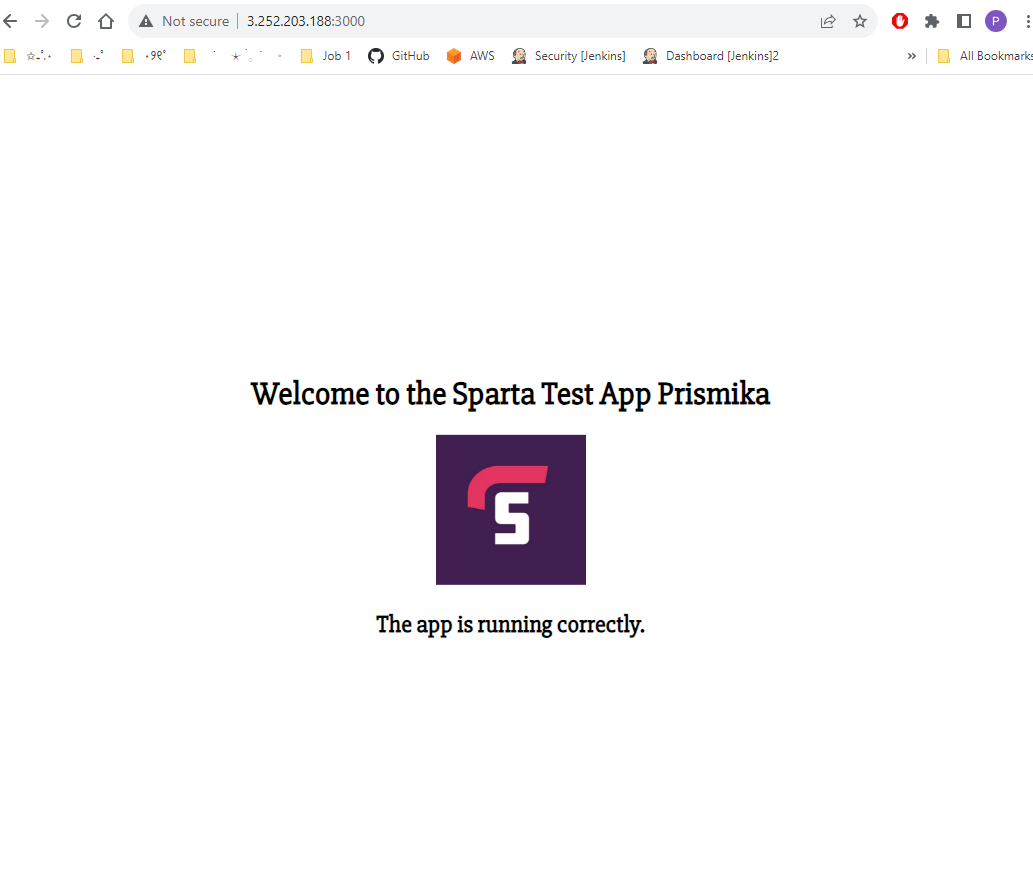 Not secure 3.252.203.188:3000
Job 1 GitHub AWS Security [Jenkins] Dashboard [Jenkins]2 » All Bookmarks
Welcome to the Sparta Test App Prismika
S
The app is running correctly.
P